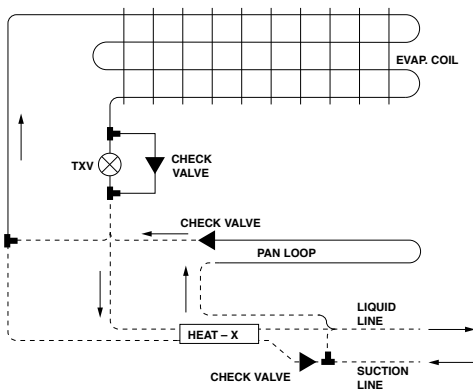 EVAP. COIL
TXV
CHECK
VALVE
CHECK VALVE
PAN LOOP
LIQUID
LINE
HEAT – X
CHECK VALVE
SUCTION
LINE